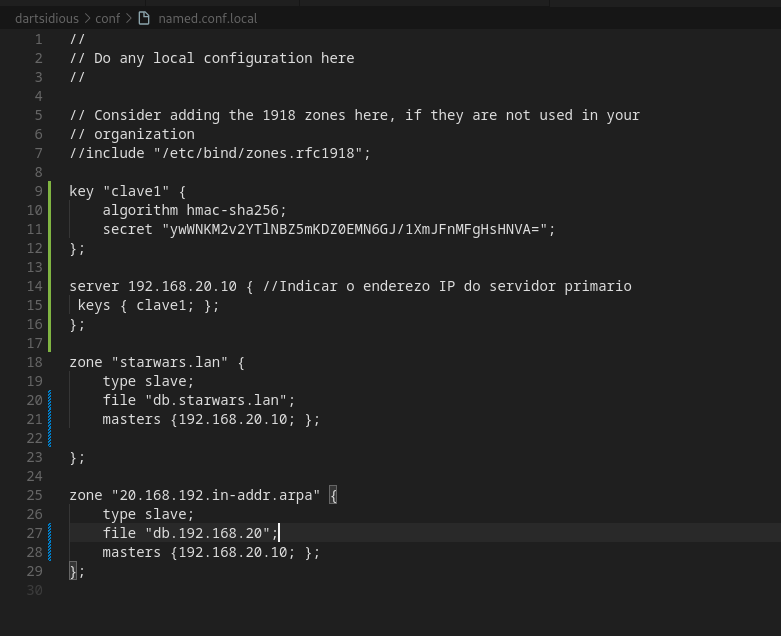 dartsidious > conf > named.conf.local
1 //
2 // Do any local configuration here
3 //
4
5 // Consider adding the 1918 zones here, if they are not used in your
6 // organization
7 //include "/etc/bind/zones.rfc1918";
8
9 key "clave1" {
10 algorithm hmac-sha256;
11 secret "ywWNKM2v2YTlNBZ5mKDZ0EMN6GJ/1XmJFnMFgHsHNVA=";
12 };
13
14 server 192.168.20.10 { //Indicar o enderezo IP do servidor primario
15 keys { clave1; };
16 };
17
18 zone "starwars.lan" {
19 type slave;
20 file "db.starwars.lan";
21 masters {192.168.20.10; };
22
23 };
24
25 zone "20.168.192.in-addr.arpa" {
26 type slave;
27 file "db.192.168.20";
28 masters {192.168.20.10; };
29 };
30